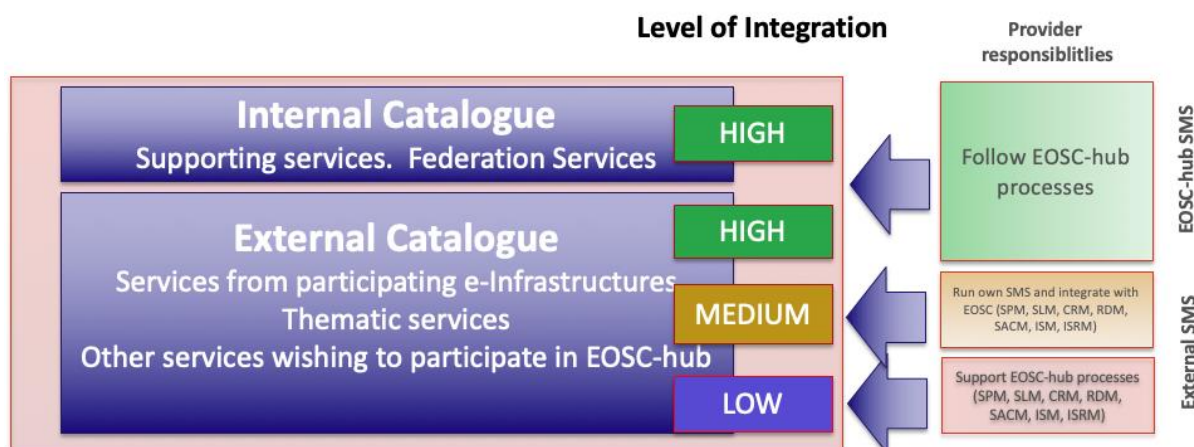 Level of Integration
Provider
responsiblitlies
Internal Catalogue
Supporting services.  Federation Services
HIGH
Follow EOSC-hub
processes
EOSC-hub SMS
External Catalogue
Services from participating e-Infrastructures
Thematic services
Other services wishing to participate in EOSC-hub
HIGH
MEDIUM
LOW
Run own SMS and integrate with
EOSC (SPM, SLM, CRM, RDM,
SACM, ISM, ISRM)
Support EOSC-hub processes
(SPM, SLM, CRM, RDM,
SACM, ISM, ISRM)
External SMS